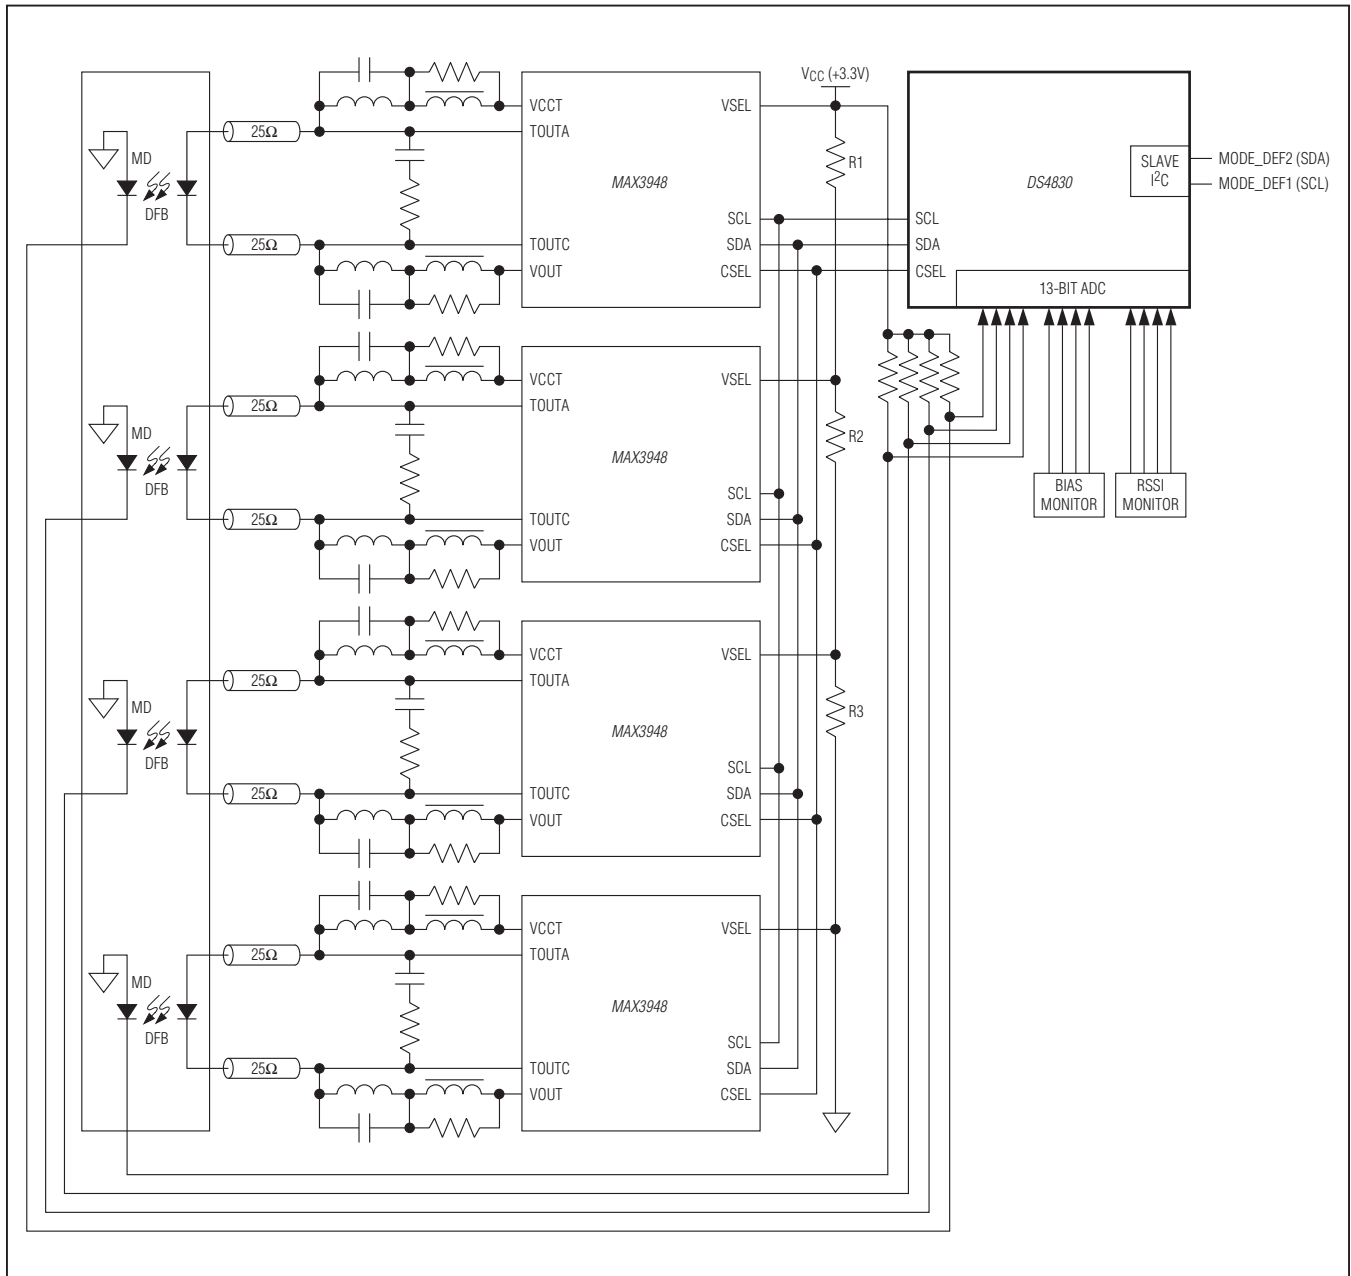 VCC (+3.3V)
25Ω
VCCT
TOUTA
VSEL
MD
DFB
MAX3948
R1
DS4830
SLAVE
I2C
MODE_DEF2 (SDA)
MODE_DEF1 (SCL)
SCL
SDA
CSEL
SCL
SDA
CSEL
25Ω
TOUTC
VOUT
13-BIT ADC
25Ω
VCCT
TOUTA
VSEL
MD
DFB
MAX3948
R2
BIAS
MONITOR
RSSI
MONITOR
SCL
SDA
CSEL
25Ω
TOUTC
VOUT
25Ω
VCCT
TOUTA
VSEL
MD
DFB
MAX3948
R3
SCL
SDA
CSEL
25Ω
TOUTC
VOUT
25Ω
VCCT
TOUTA
VSEL
MD
DFB
MAX3948
SCL
SDA
CSEL
25Ω
TOUTC
VOUT